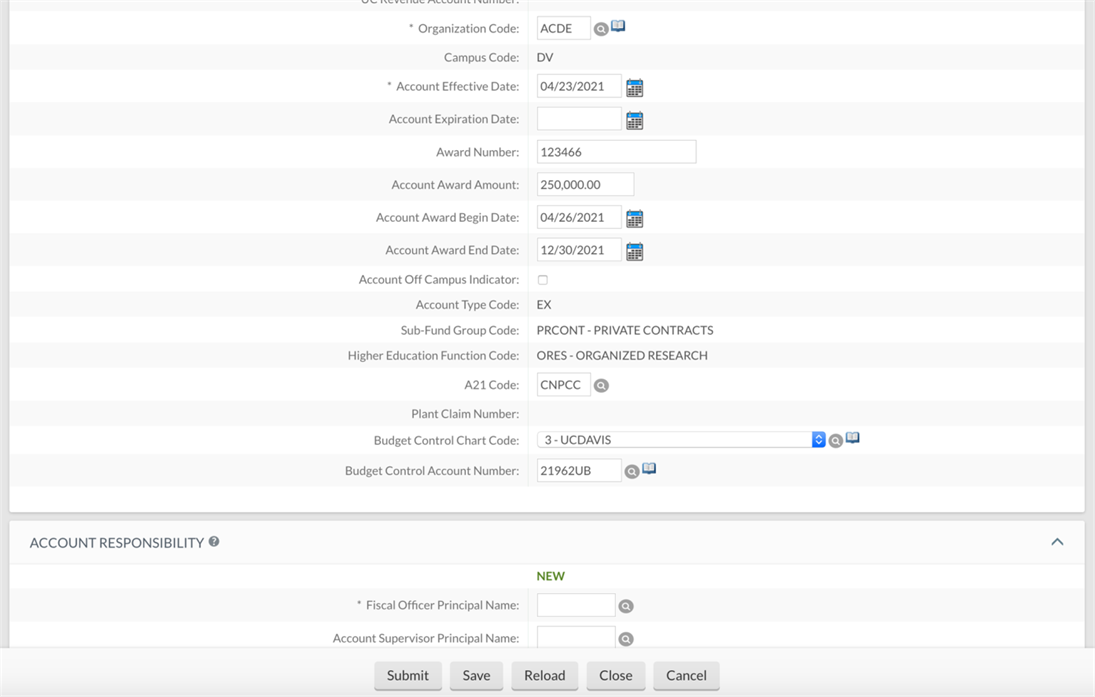 UC Revenue Account Number:
* Organization Code: ACDE
Campus Code: DV
* Account Effective Date: 04/23/2021
Account Expiration Date:
Award Number: 123466
Account Award Amount: 250,000.00
Account Award Begin Date: 04/26/2021
Account Award End Date: 12/30/2021
Account Off Campus Indicator:
Account Type Code: EX
Sub-Fund Group Code: PRCONT - PRIVATE CONTRACTS
Higher Education Function Code: ORES - ORGANIZED RESEARCH
A21 Code: CNPCC
Plant Claim Number:
Budget Control Chart Code: 3 - UCDAVIS
Budget Control Account Number: 21962UB
ACCOUNT RESPONSIBILITY ?
NEW
* Fiscal Officer Principal Name:
Account Supervisor Principal Name:
Submit Save Reload Close Cancel